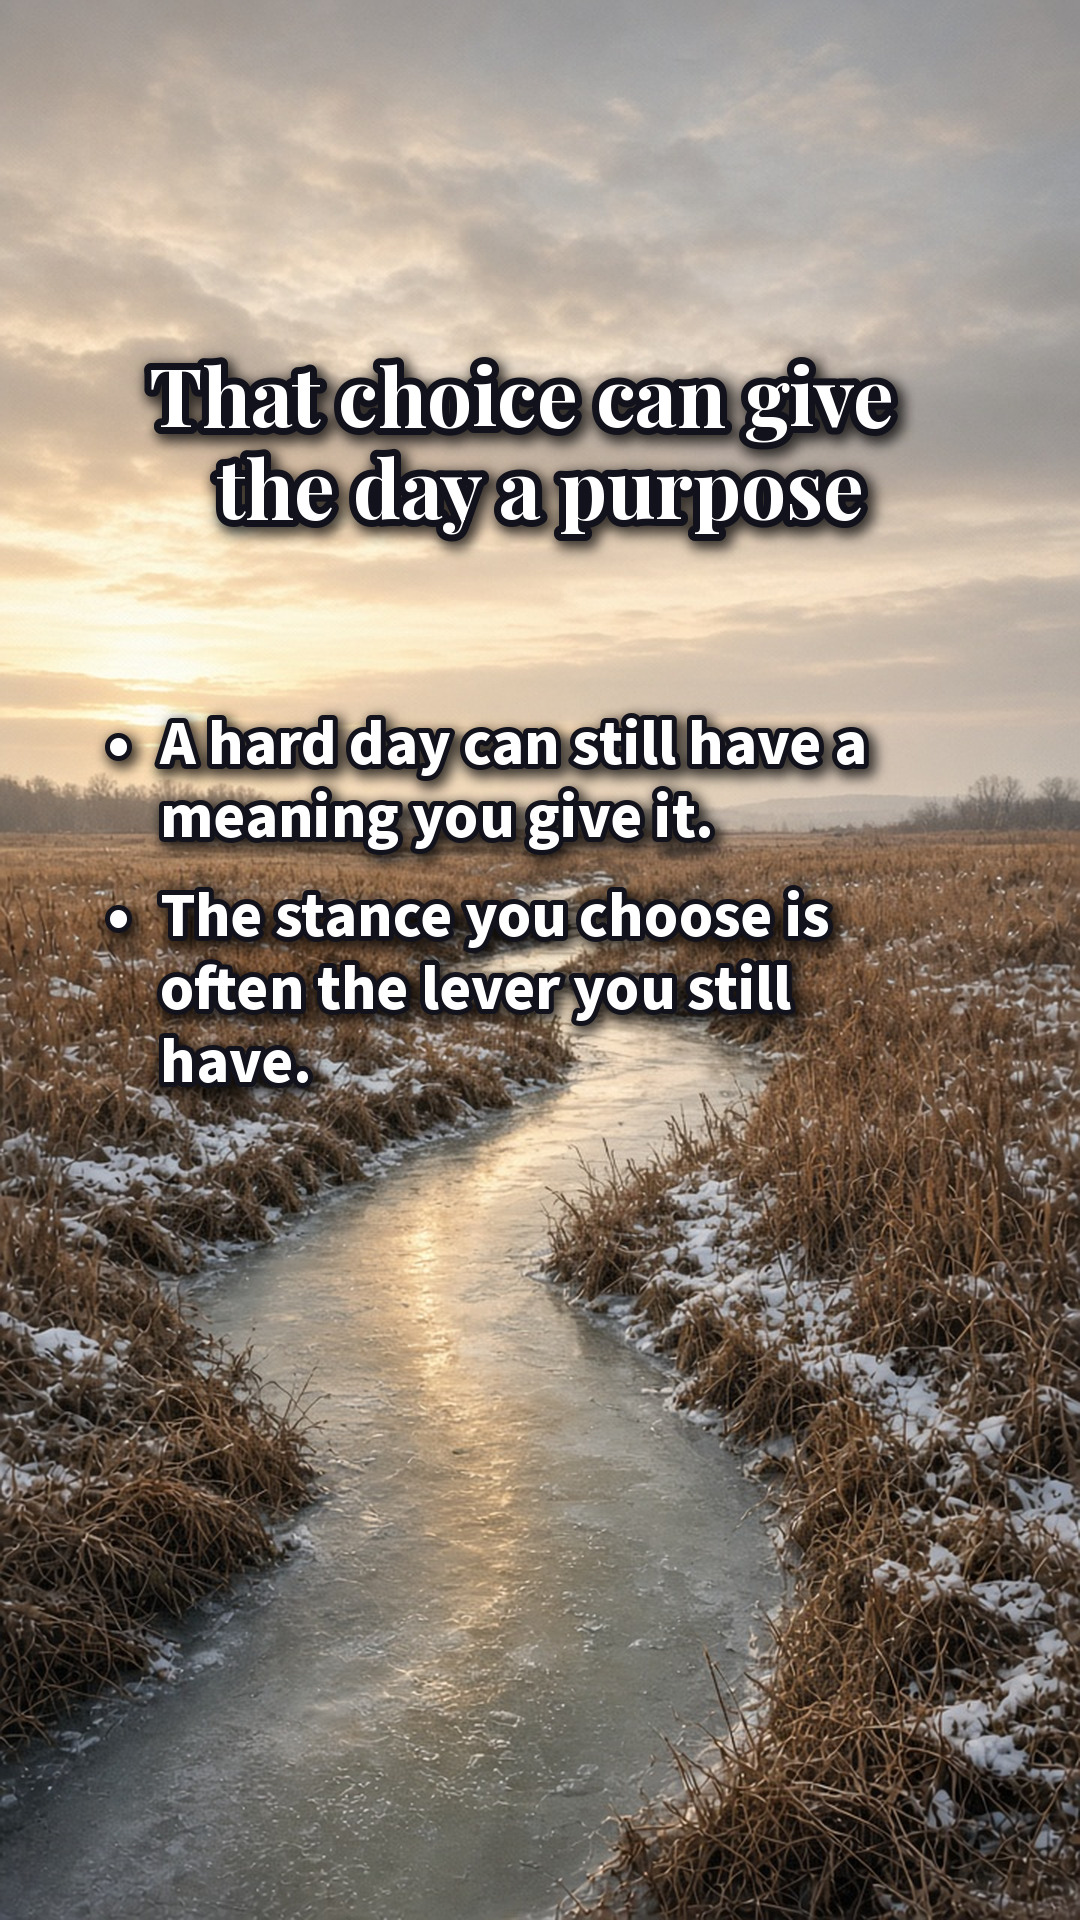 That choice can give
the day a purpose
• A hard day can still have a
meaning you give it.
• The stance you choose is
often the lever you still
have.